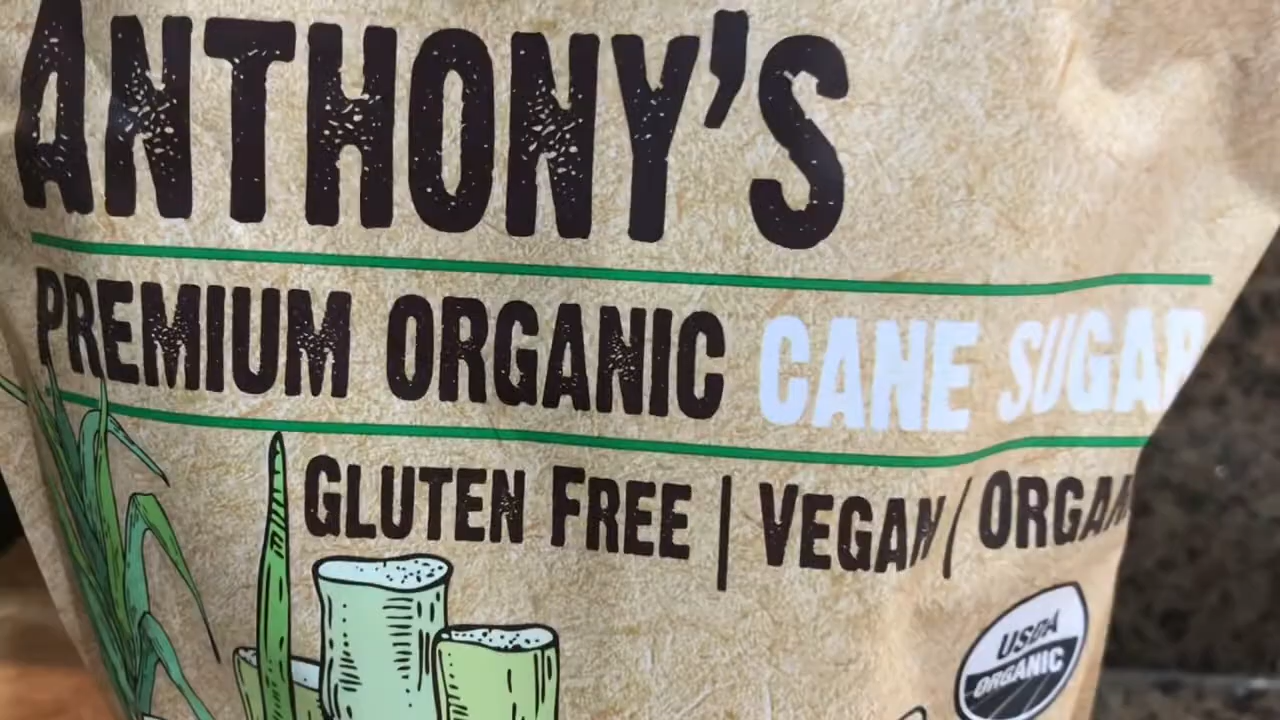 ANTHONY'S
PREMIUM ORGANIC CANE SUGAR
GLUTEN FREE | VEGAN |
USDA
ORGANIC